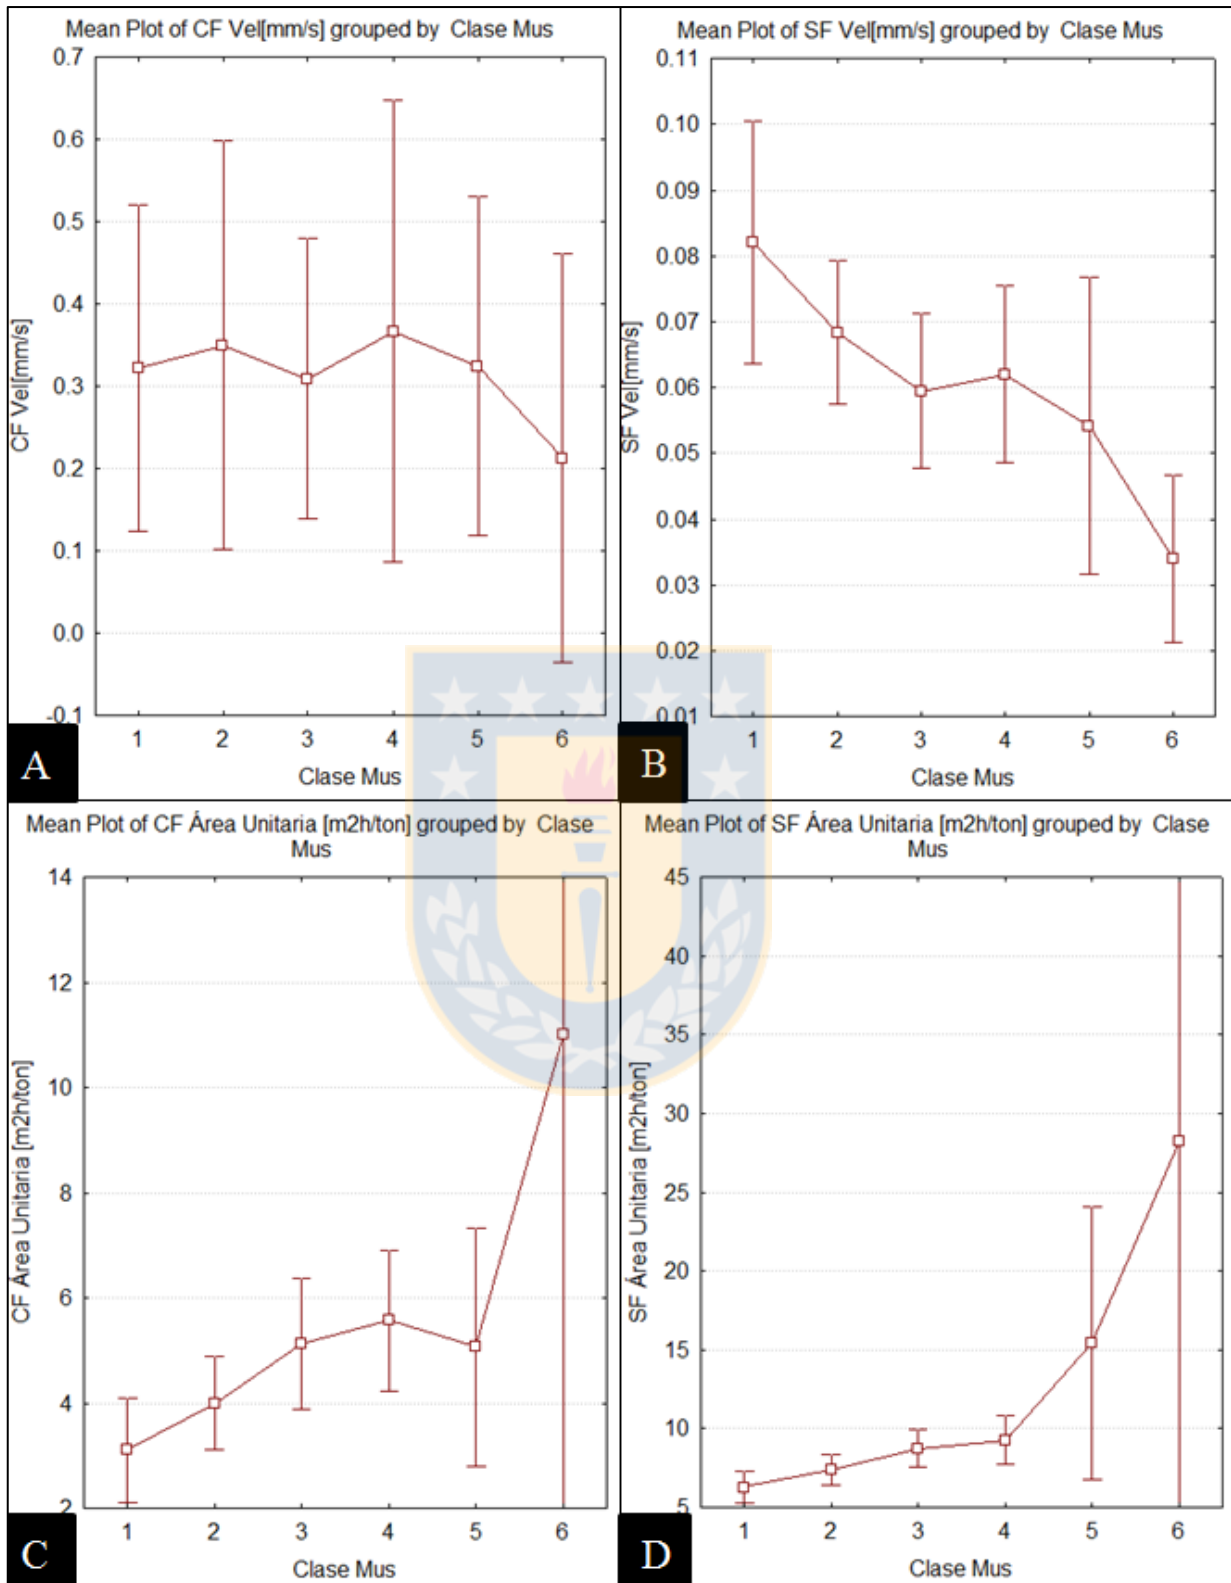 Mean Plot of CF Vel[mm/s] grouped by Clase Mus
0.7
0.6
0.5
0.4
0.3
0.2
0.1
0.0
-0.1
CF Vel[mm/s]
1 2 3 4 5 6
Clase Mus
A
Mean Plot of SF Vel[mm/s] grouped by Clase Mus
0.11
0.10
0.09
0.08
0.07
0.06
0.05
0.04
0.03
0.02
0.01
SF Vel[mm/s]
1 2 3 4 5 6
Clase Mus
B
Mean Plot of CF Área Unitaria [m2h/ton] grouped by Clase
Mus
14
12
10
8
6
4
2
CF Área Unitaria [m2h/ton]
1 2 3 4 5 6
Clase Mus
C
Mean Plot of SF Área Unitaria [m2h/ton] grouped by Clase
Mus
45
40
35
30
25
20
15
10
5
SF Área Unitaria [m2h/ton]
1 2 3 4 5 6
Clase Mus
D